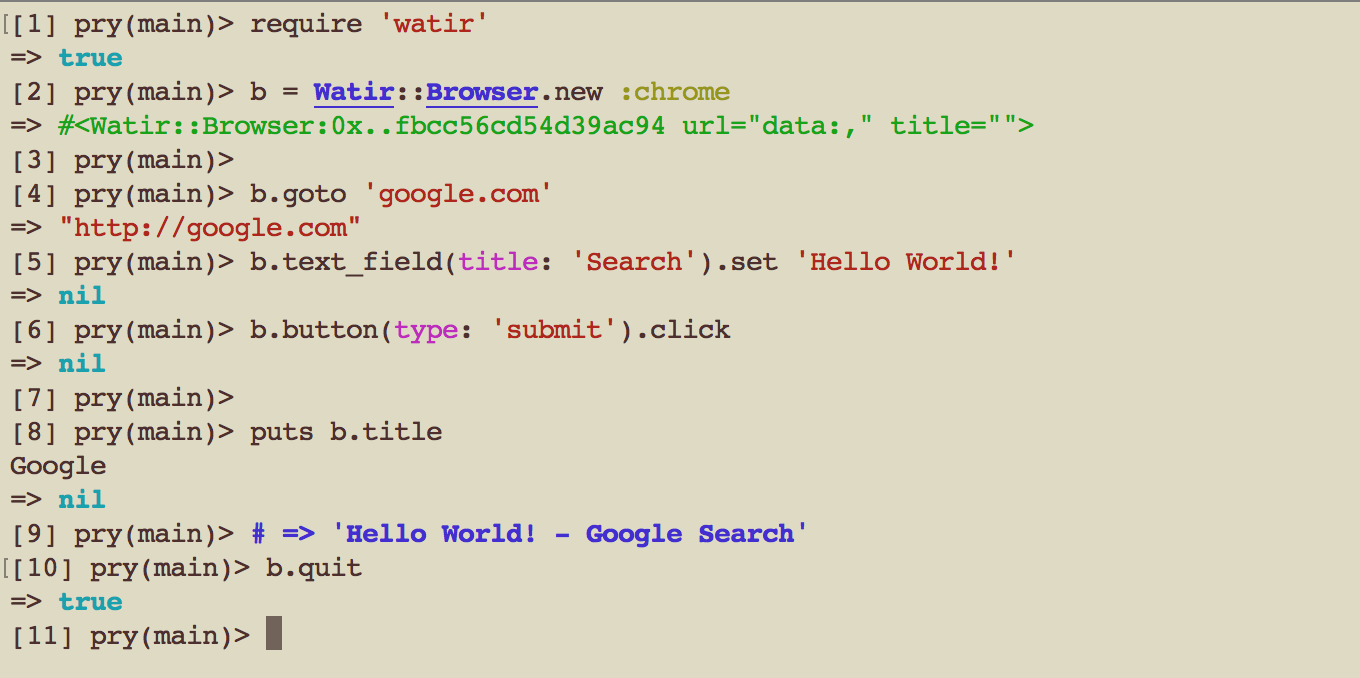 [1] pry(main)> require 'watir'
=> true
[2] pry(main)> b = Watir::Browser.new :chrome
=> #<Watir::Browser:0x..fbcc56cd54d39ac94 url="data:," title="">
[3] pry(main)>
[4] pry(main)> b.goto 'google.com'
=> "http://google.com"
[5] pry(main)> b.text_field(title: 'Search').set 'Hello World!'
=> nil
[6] pry(main)> b.button(type: 'submit').click
=> nil
[7] pry(main)>
[8] pry(main)> puts b.title
Google
=> nil
[9] pry(main)> # => 'Hello World! - Google Search'
[10] pry(main)> b.quit
=> true
[11] pry(main)>